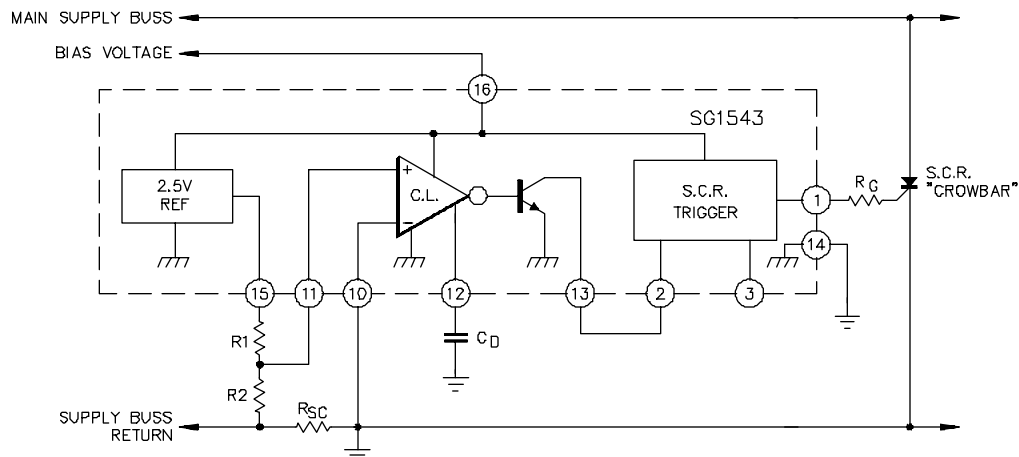 MAIN SUPPLY BUSS
BIAS VOLTAGE
16
SG1543
2.5V
REF
+
C.L.
−
S.C.R.
TRIGGER
1
RG
S.C.R.
"CROWBAR"
14
15
11
10
12
13
2
3
R1
CD
R2
RSC
SUPPLY BUSS
RETURN